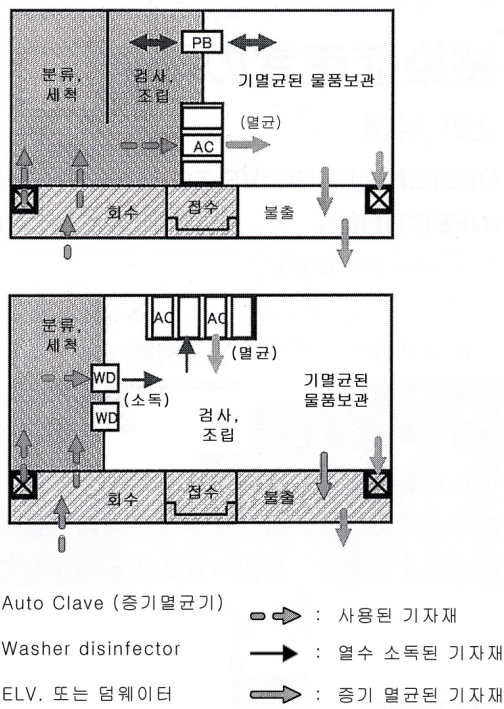 PB
분류,
세척
검사,
조립
기멸균된 물품보관
(멸균)
AC
회수
접수
불출
분류,
세척
AC
AC
(멸균)
WD
(소독)
WD
기멸균된
물품보관
검사,
조립
회수
접수
불출
Auto Clave (증기멸균기)
: 사용된 기자재
Washer disinfector
: 열수 소독된 기자재
ELV. 또는 덤웨이터
: 증기 멸균된 기자재